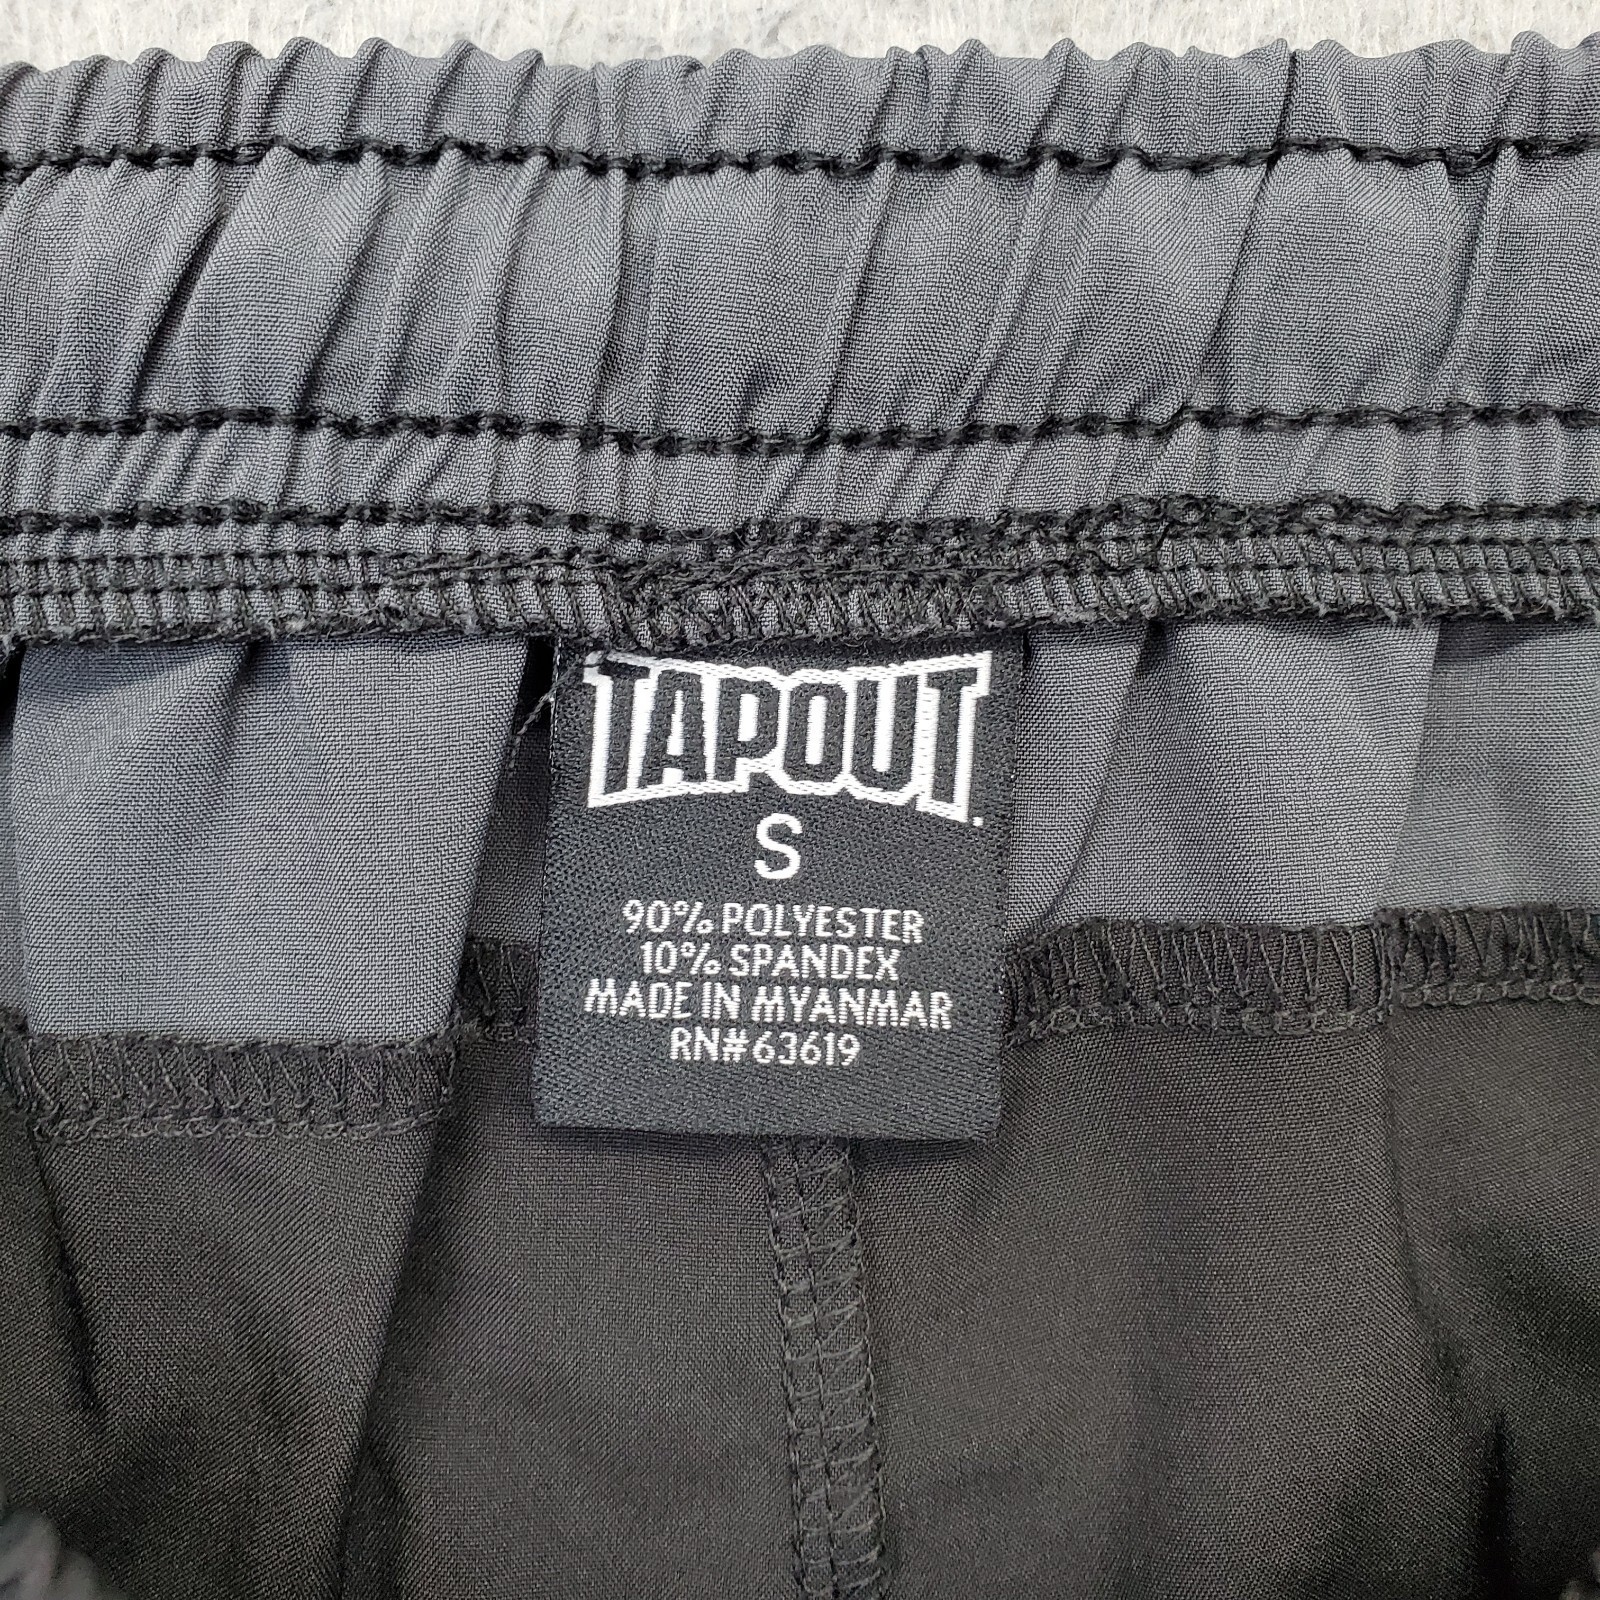 TAPOUT.
S
90% POLYESTER
10% SPANDEX
MADE IN MYANMAR
RN#63619